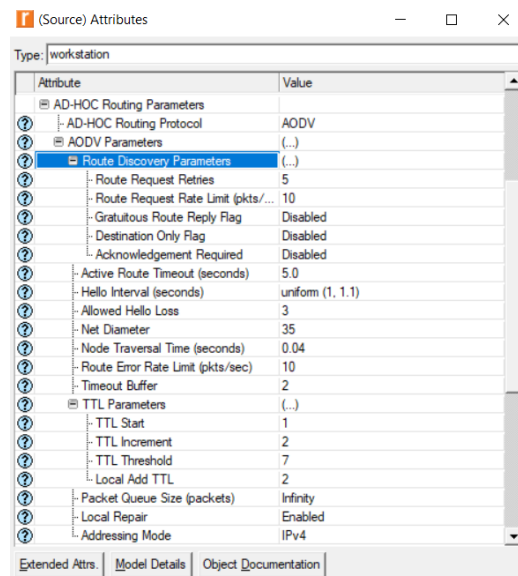 (Source) Attributes
Type: workstation
Attribute Value
AD-HOC Routing Parameters
AD-HOC Routing Protocol AODV
AODV Parameters (...)
Route Discovery Parameters (...)
Route Request Retries 5
Route Request Rate Limit (pkts/... 10
Gratuitous Route Reply Flag Disabled
Destination Only Flag Disabled
Acknowledgement Required Disabled
Active Route Timeout (seconds) 5.0
Hello Interval (seconds) uniform (1, 1.1)
Allowed Hello Loss 3
Net Diameter 35
Node Traversal Time (seconds) 0.04
Route Error Rate Limit (pkts/sec) 10
Timeout Buffer 2
TTL Parameters (...)
TTL Start 1
TTL Increment 2
TTL Threshold 7
Local Add TTL 2
Packet Queue Size (packets) Infinity
Local Repair Enabled
Addressing Mode IPv4
Extended Attrs. Model Details Object Documentation